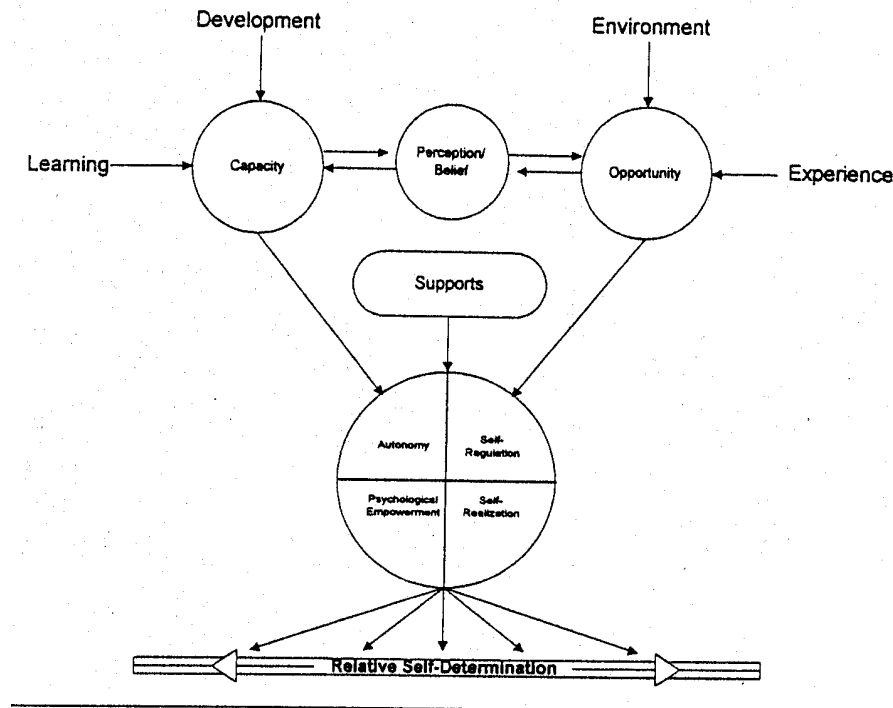 Development
Environment
Learning
Capacity
Perception/
Belief
Opportunity
Experience
Supports
Autonomy
Self-
Regulation
Psychological
Empowerment
Self-
Realization
Relative Self-Determination